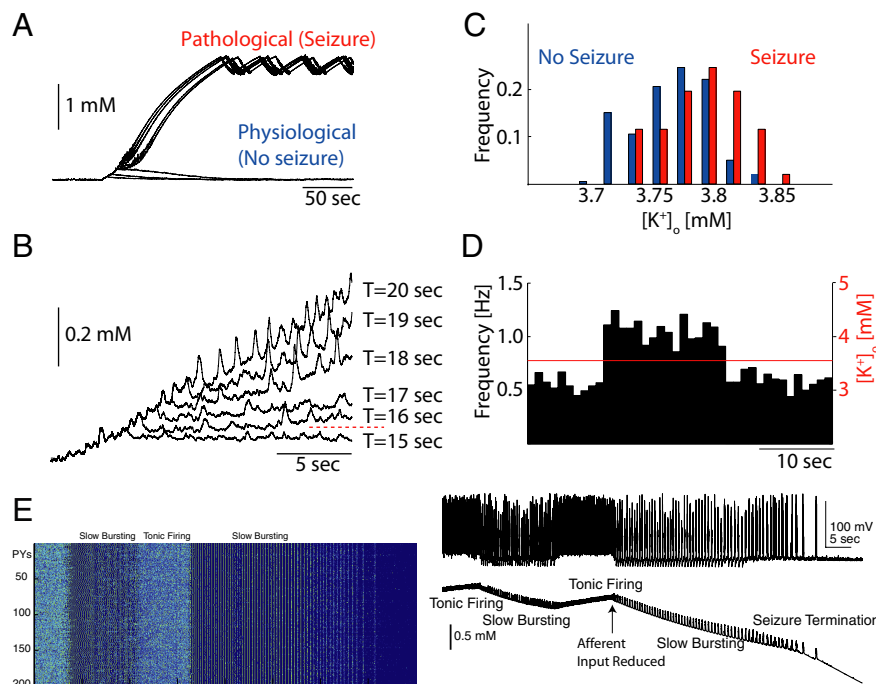 A
Pathological (Seizure)
1 mM
Physiological
(No seizure)
50 sec
B
0.2 mM
T=20 sec
T=19 sec
T=18 sec
T=17 sec
T=16 sec
T=15 sec
5 sec
C
No Seizure
Seizure
Frequency
0.2
0.1
3.7
3.75
3.8
3.85
[K⁺]ₒ [mM]
D
Frequency [Hz]
1.5
1.0
0.5
5
4
3
[K⁺]ₒ [mM]
10 sec
E
Slow Bursting
Tonic Firing
Slow Bursting
PYs
50
100
150
200
100 mV
5 sec
Tonic Firing
Slow Bursting
Tonic Firing
Afferent
Input Reduced
Slow Bursting
Seizure Termination
0.5 mM